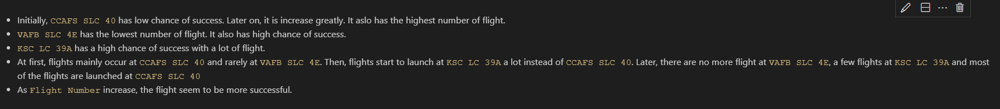 • Initially, CCAFS SLC 40 has low chance of success. Later on, it is increase greatly. It aslo has the highest number of flight.
• VAFB SLC 4E has the lowest number of flight. It also has high chance of success.
• KSC LC 39A has a high chance of success with a lot of flight.
• At first, flights mainly occur at CCAFS SLC 40 and rarely at VAFB SLC 4E. Then, flights start to launch at KSC LC 39A a lot instead of CCAFS SLC 40. Later, there are no more flight at VAFB SLC 4E, a few flights at KSC LC 39A and most
of the flights are launched at CCAFS SLC 40
• As Flight Number increase, the flight seem to be more successful.